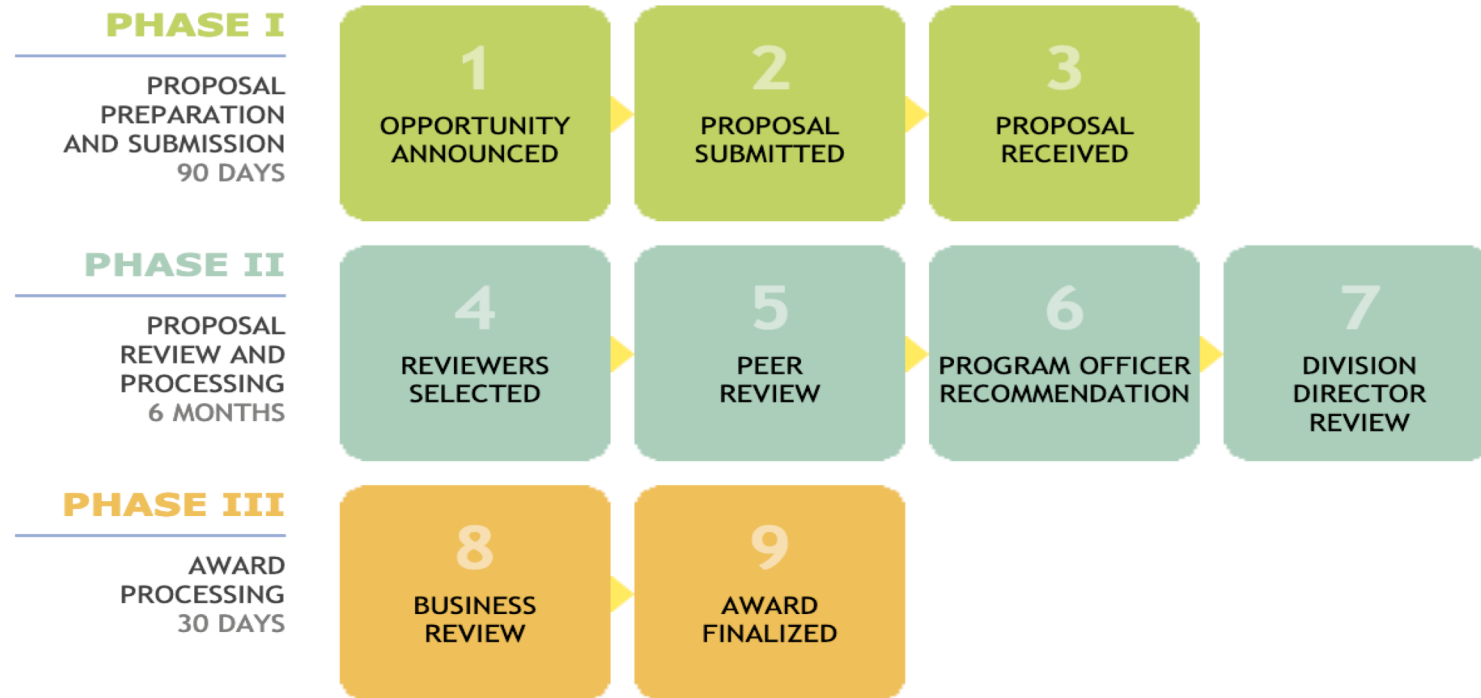 PHASE I
PROPOSAL
PREPARATION
AND SUBMISSION
90 DAYS
1
OPPORTUNITY
ANNOUNCED
2
PROPOSAL
SUBMITTED
3
PROPOSAL
RECEIVED
PHASE II
PROPOSAL
REVIEW AND
PROCESSING
6 MONTHS
4
REVIEWERS
SELECTED
5
PEER
REVIEW
6
PROGRAM OFFICER
RECOMMENDATION
7
DIVISION
DIRECTOR
REVIEW
PHASE III
AWARD
PROCESSING
30 DAYS
8
BUSINESS
REVIEW
9
AWARD
FINALIZED